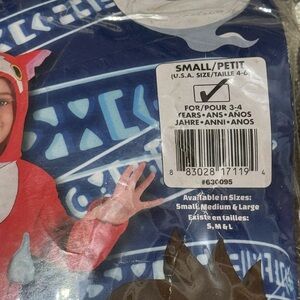 SMALL/PETIT
(U.S.A. SIZE/TAILLE 4-6)
FOR/POUR 3-4
YEARS•ANS•AÑOS
JAHRE•ANNI•ANOS
8 83028 17119 4
#630095
Available in Sizes:
Small, Medium & Large
Existe en tailles:
S, M & L